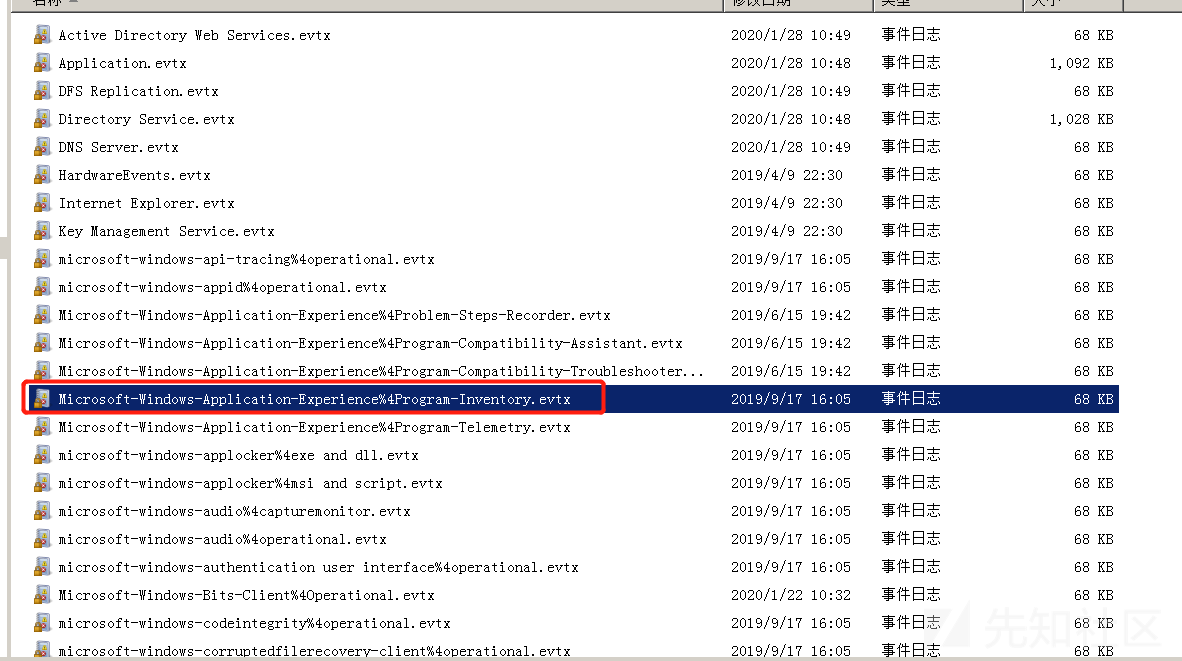 名称 修改日期 类型 大小
Active Directory Web Services.evtx 2020/1/28 10:49 事件日志 68 KB
Application.evtx 2020/1/28 10:48 事件日志 1,092 KB
DFS Replication.evtx 2020/1/28 10:49 事件日志 68 KB
Directory Service.evtx 2020/1/28 10:48 事件日志 1,028 KB
DNS Server.evtx 2020/1/28 10:49 事件日志 68 KB
HardwareEvents.evtx 2019/4/9 22:30 事件日志 68 KB
Internet Explorer.evtx 2019/4/9 22:30 事件日志 68 KB
Key Management Service.evtx 2019/4/9 22:30 事件日志 68 KB
microsoft-windows-api-tracing%4operational.evtx 2019/9/17 16:05 事件日志 68 KB
microsoft-windows-appid%4operational.evtx 2019/9/17 16:05 事件日志 68 KB
Microsoft-Windows-Application-Experience%4Problem-Steps-Recorder.evtx 2019/6/15 19:42 事件日志 68 KB
Microsoft-Windows-Application-Experience%4Program-Compatibility-Assistant.evtx 2019/6/15 19:42 事件日志 68 KB
Microsoft-Windows-Application-Experience%4Program-Compatibility-Troubleshooter... 2019/6/15 19:42 事件日志 68 KB
Microsoft-Windows-Application-Experience%4Program-Inventory.evtx 2019/9/17 16:05 事件日志 68 KB
Microsoft-Windows-Application-Experience%4Program-Telemetry.evtx 2019/9/17 16:05 事件日志 68 KB
microsoft-windows-applocker%4exe and dll.evtx 2019/9/17 16:05 事件日志 68 KB
microsoft-windows-applocker%4msi and script.evtx 2019/9/17 16:05 事件日志 68 KB
microsoft-windows-audio%4capturemonitor.evtx 2019/9/17 16:05 事件日志 68 KB
microsoft-windows-audio%4operational.evtx 2019/9/17 16:05 事件日志 68 KB
microsoft-windows-authentication user interface%4operational.evtx 2019/9/17 16:05 事件日志 68 KB
Microsoft-Windows-Bits-Client%4Operational.evtx 2020/1/22 10:32 事件日志 68 KB
microsoft-windows-codeintegrity%4operational.evtx 2019/9/17 16:05 事件日志 68 KB
microsoft-windows-corruptedfilerecovery-client%4operational.evtx 2019/9/17 16:05 事件日志 68 KB
先知社区